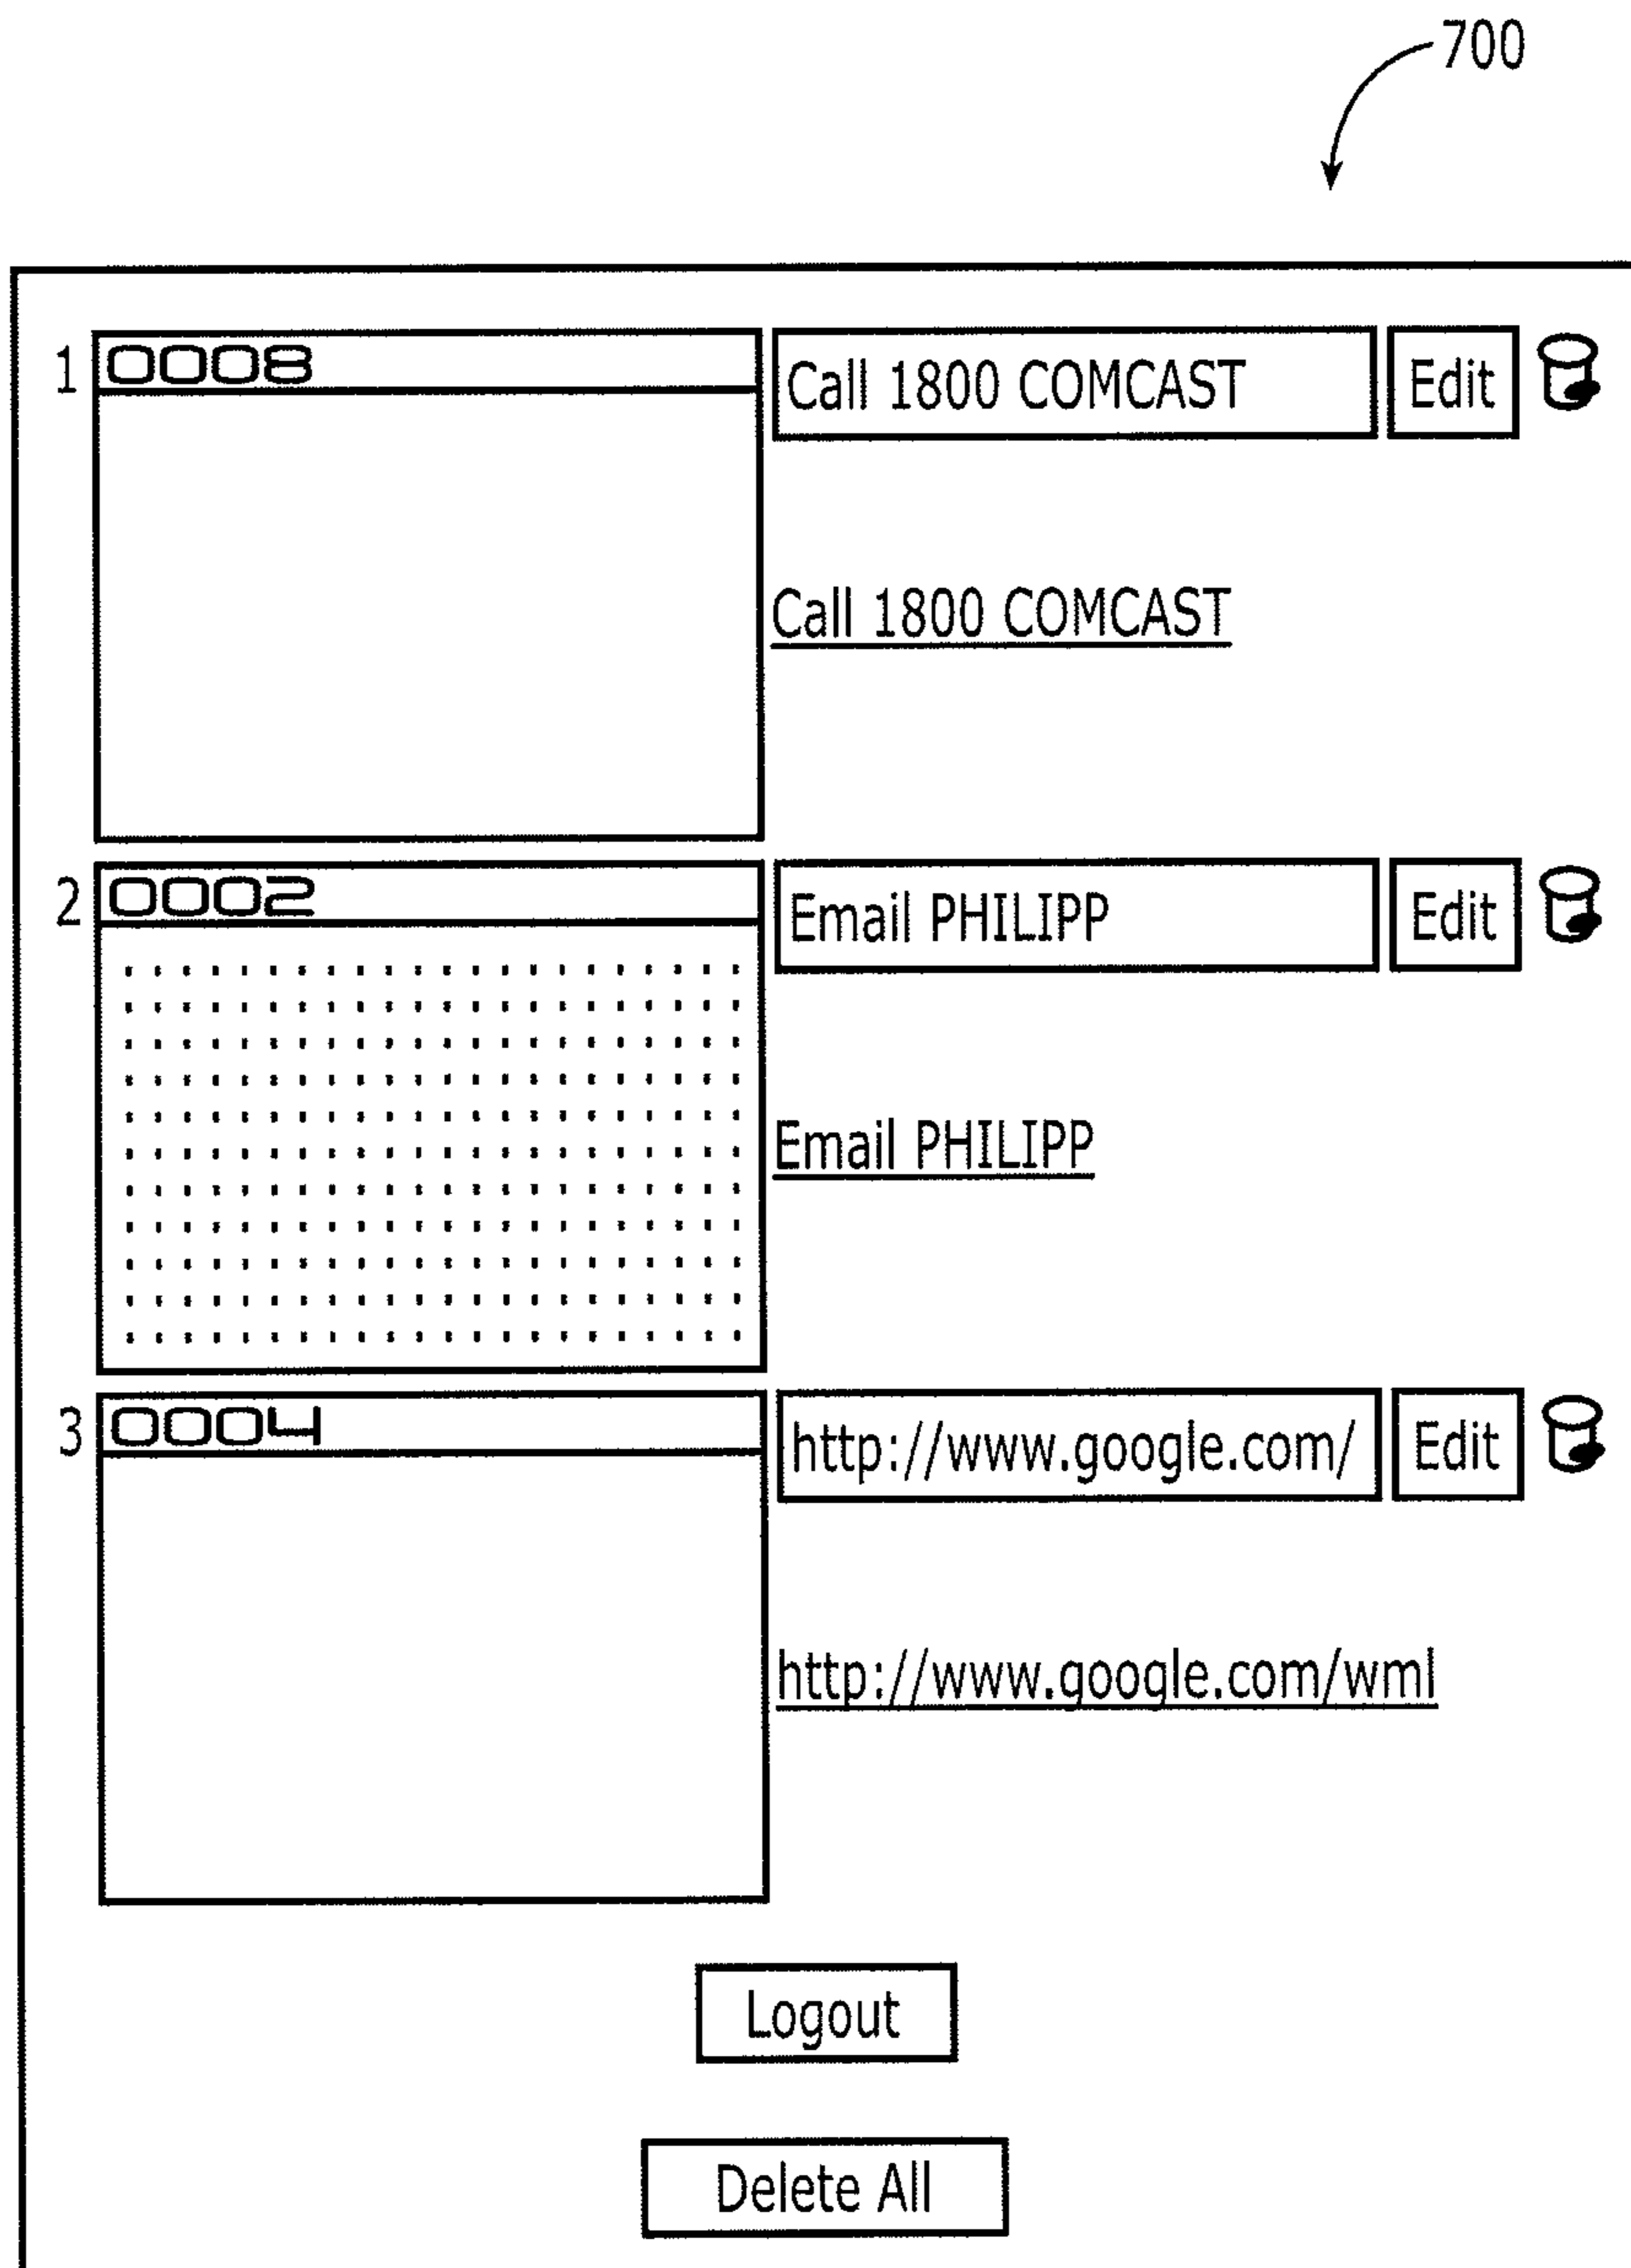 700
1 0008 Call 1800 COMCAST Edit
Call 1800 COMCAST
2 0002 Email PHILIPP Edit
Email PHILIPP
3 0004 http://www.google.com/ Edit
http://www.google.com/wml
Logout
Delete All